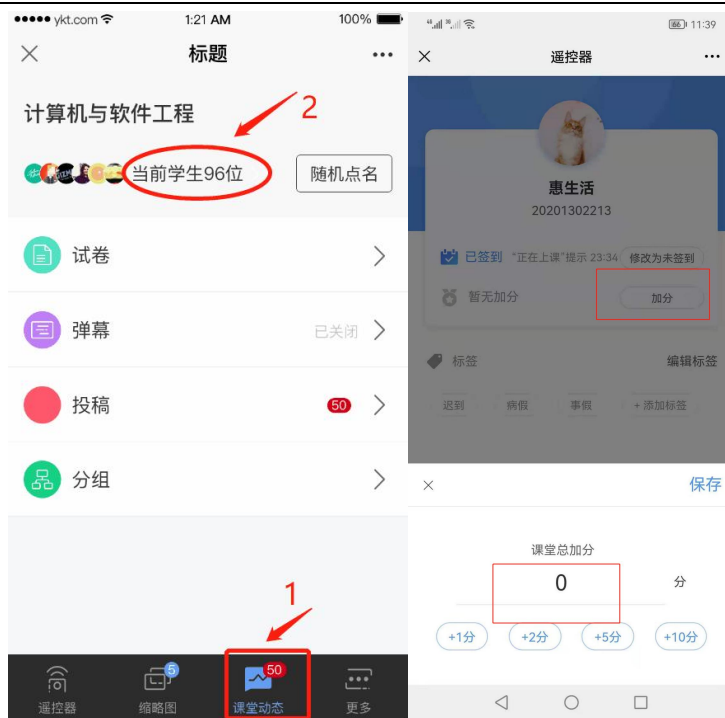 ykt.com 1:21 AM 100%
标题
计算机与软件工程
2
当前学生96位
随机点名
试卷
弹幕
已关闭
投稿
50
分组
1
遥控器
5
缩略图
50
课堂动态
更多
11:39
遥控器
惠生活
20201302213
已签到 "正在上课"提示 23:34 修改为未签到
暂无加分
加分
标签
编辑标签
迟到 病假 事假 + 添加标签
保存
课堂总加分
0 分
+1分 +2分 +5分 +10分